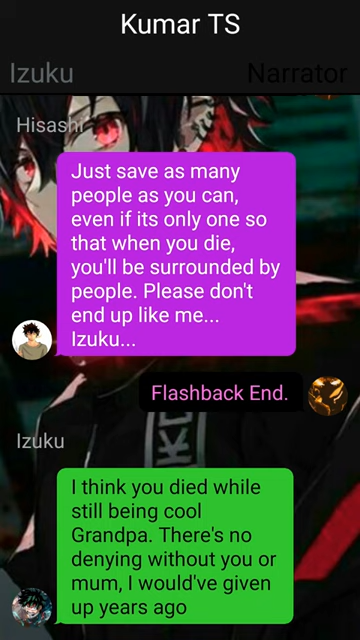 Kumar TS
Izuku
Narrator
Hisashi
Just save as many
people as you can,
even if its only one so
that when you die,
you'll be surrounded by
people. Please don't
end up like me...
Izuku...
Flashback End.
Izuku
I think you died while
still being cool
Grandpa. There's no
denying without you or
mum, I would've given
up years ago